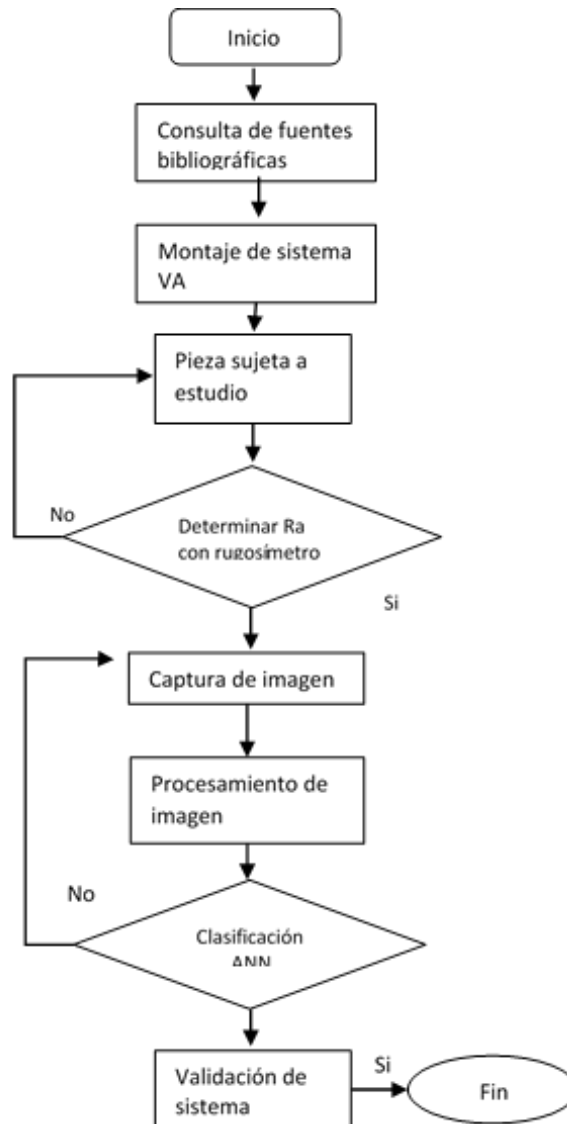 Inicio
Consulta de fuentes
bibliográficas
Montaje de sistema
VA
Pieza sujeta a
estudio
No
Determinar Ra
con rugosímetro
Si
Captura de imagen
Procesamiento de
imagen
No
Clasificación
ANN
Validación de
sistema
Si
Fin